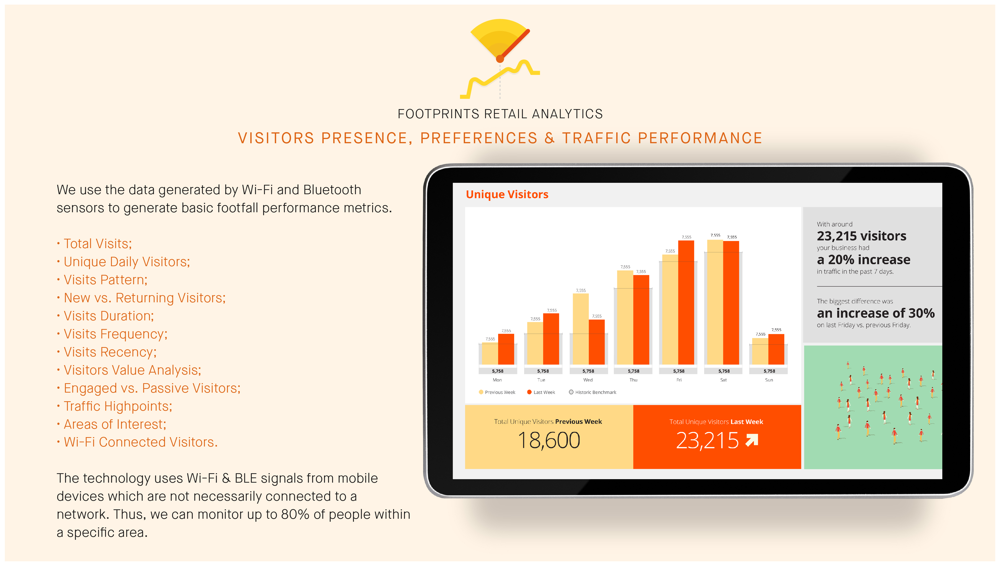 FOOTPRINTS RETAIL ANALYTICS
VISITORS PRESENCE, PREFERENCES & TRAFFIC PERFORMANCE
We use the data generated by Wi-Fi and Bluetooth
sensors to generate basic footfall performance metrics.
• Total Visits;
• Unique Daily Visitors;
• Visits Pattern;
• New vs. Returning Visitors;
• Visits Duration;
• Visits Frequency;
• Visits Recency;
• Visitors Value Analysis;
• Engaged vs. Passive Visitors;
• Traffic Highpoints;
• Areas of Interest;
• Wi-Fi Connected Visitors.
The technology uses Wi-Fi & BLE signals from mobile
devices which are not necessarily connected to a
network. Thus, we can monitor up to 80% of people within
a specific area.
Unique Visitors
7,555 7,555
7,555 7,555
7,555 7,555
7,555 7,555
7,555 7,555
7,555 7,555
7,555 7,555
5,758 5,758 5,758 5,758 5,758 5,758 5,758
Mon Tue Wed Thu Fri Sat Sun
Previous Week Last Week Historic Benchmark
Total Unique Visitors Previous Week
18,600
Total Unique Visitors Last Week
23,215
With around
23,215 visitors
your business had
a 20% increase
in traffic in the past 7 days.
The biggest difference was
an increase of 30%
on last Friday vs. previous Friday.